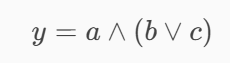 y = a ∧ (b ∨ c)